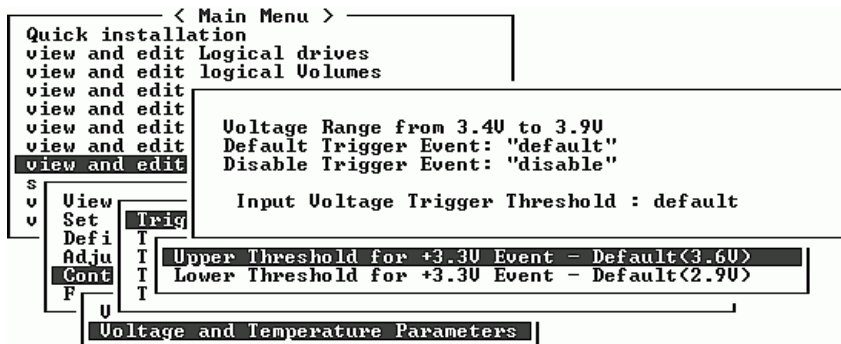 < Main Menu >
Quick installation
view and edit Logical drives
view and edit logical Volumes
view and edit
view and edit
view and edit
view and edit
view and edit
s
v
v
Voltage Range from 3.4V to 3.9V
Default Trigger Event: "default"
Disable Trigger Event: "disable"
Input Voltage Trigger Threshold : default
View
Set
Defi
Adju
Cont
F
Trig
T
T
T
T
Upper Threshold for +3.3V Event - Default(3.6V)
Lower Threshold for +3.3V Event - Default(2.9V)
V
Voltage and Temperature Parameters